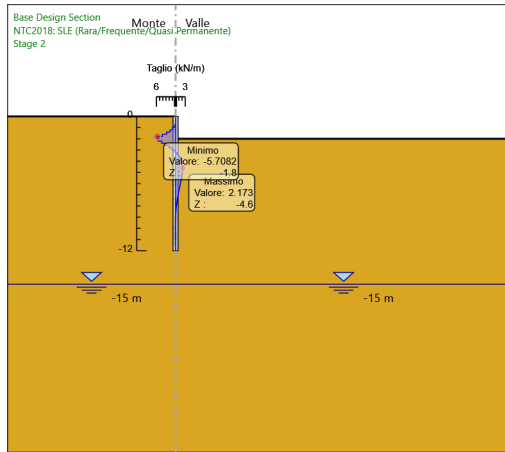 Base Design Section
NTC2018: SLE (Rara/Frequente/Quasi Permanente)
Stage 2
Monte Valle
Taglio (kN/m)
6 3
0
Minimo
Valore: -5.7082
Z : -1.8
Massimo
Valore: 2.173
Z : -4.6
-12
-15 m
-15 m